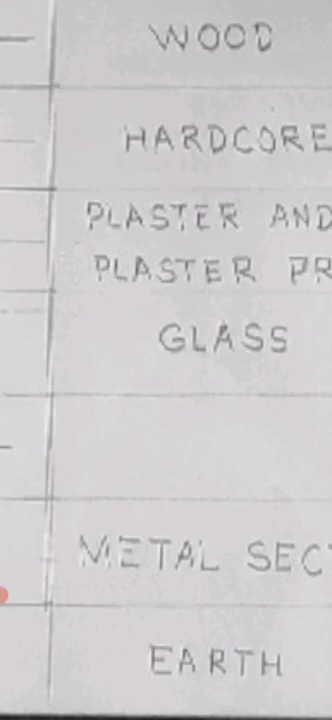 WOOD
HARDCORE
PLASTER AND
PLASTER PR
GLASS
METAL SECT
EARTH